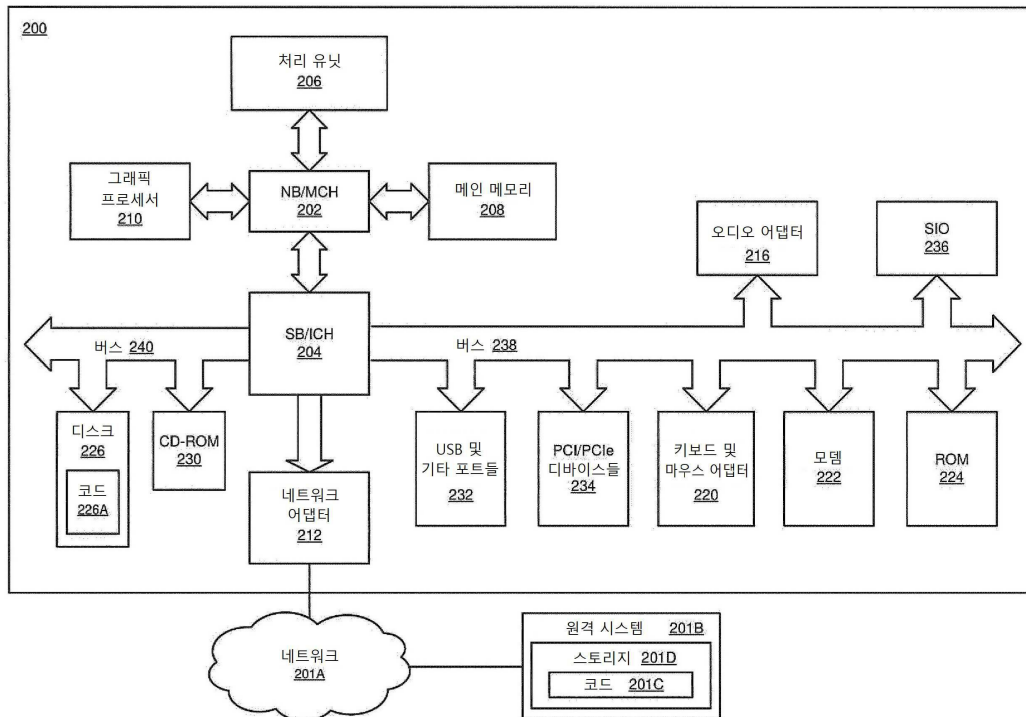 200
처리 유닛
206
그래픽
프로세서
210
NB/MCH
202
메인 메모리
208
오디오 어댑터
216
SIO
236
SB/ICH
204
버스 240
버스 238
디스크
226
코드
226A
CD-ROM
230
네트워크
어댑터
212
USB 및
기타 포트들
232
PCI/PCIe
디바이스들
234
키보드 및
마우스 어댑터
220
모뎀
222
ROM
224
네트워크
201A
원격 시스템 201B
스토리지 201D
코드 201C